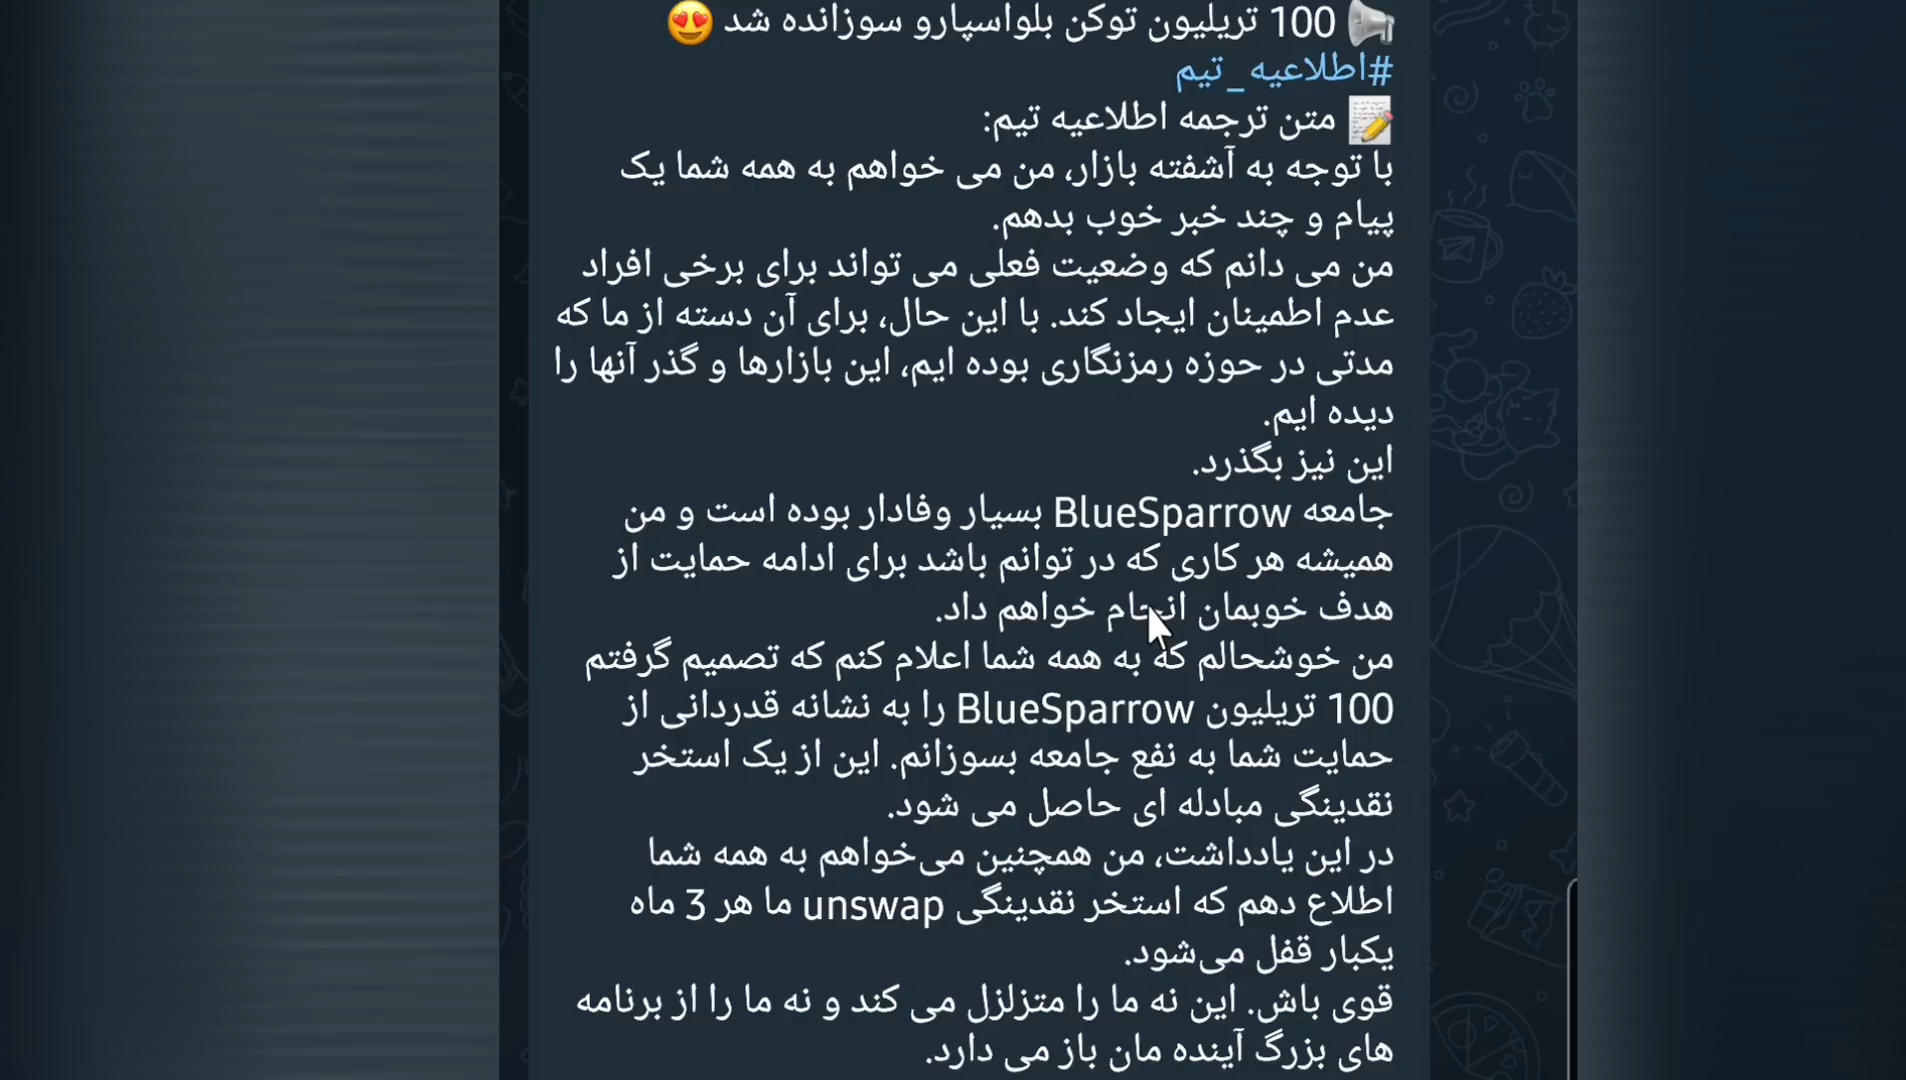 100 تریلیون توکن بلواسپارو سوزانده شد
#اطلاعیه_تیم
متن ترجمه اطلاعیه تیم:
با توجه به آشفته بازار، من می خواهم به همه شما یک
پیام و چند خبر خوب بدهم.
من می دانم که وضعیت فعلی می تواند برای برخی افراد
عدم اطمینان ایجاد کند. با این حال، برای آن دسته از ما که
مدتی در حوزه رمزنگاری بوده ایم، این بازارها و گذر آنها را
دیده ایم.
این نیز بگذرد.
جامعه BlueSparrow بسیار وفادار بوده است و من
همیشه هر کاری که در توانم باشد برای ادامه حمایت از
هدف خوبمان انجام خواهم داد.
من خوشحالم که به همه شما اعلام کنم که تصمیم گرفتم
100 تریلیون BlueSparrow را به نشانه قدردانی از
حمایت شما به نفع جامعه بسوزانم. این از یک استخر
نقدینگی مبادله ای حاصل می شود.
در این یادداشت، من همچنین می‌خواهم به همه شما
اطلاع دهم که استخر نقدینگی unswap ما هر 3 ماه
یکبار قفل می‌شود.
قوی باش. این نه ما را متزلزل می کند و نه ما را از برنامه
های بزرگ آینده مان باز می دارد.